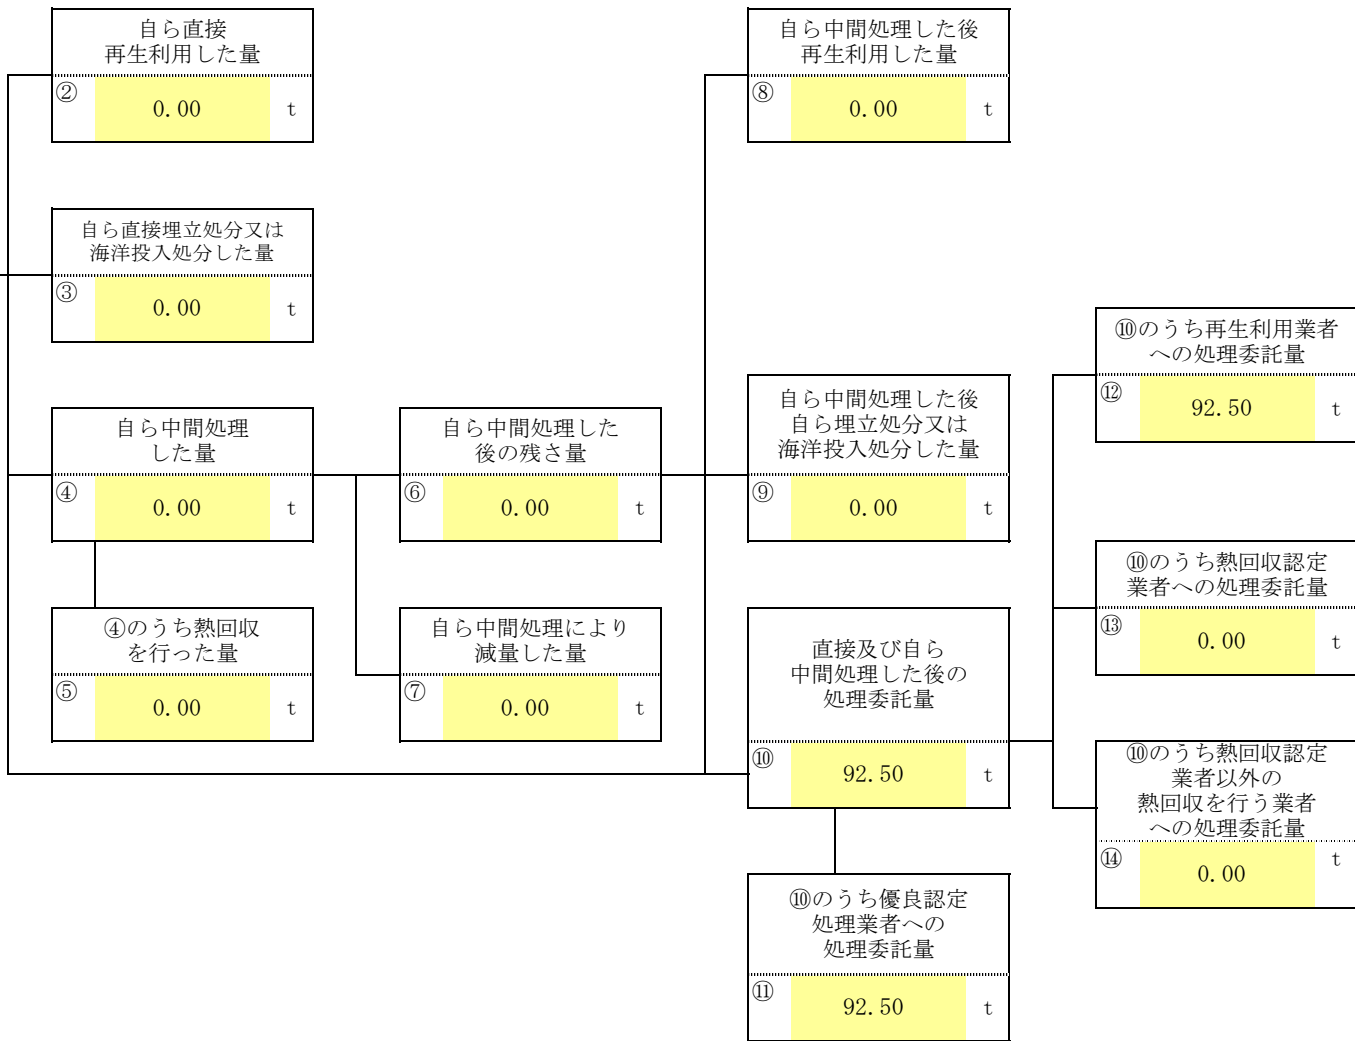 自ら直接
再生利用した量
② 0.00 t
自ら中間処理した後
再生利用した量
⑧ 0.00 t
自ら直接埋立処分又は
海洋投入処分した量
③ 0.00 t
⑩のうち再生利用業者
への処理委託量
⑫ 92.50 t
自ら中間処理
した量
④ 0.00 t
自ら中間処理した
後の残さ量
⑥ 0.00 t
自ら中間処理した後
自ら埋立処分又は
海洋投入処分した量
⑨ 0.00 t
⑩のうち熱回収認定
業者への処理委託量
⑬ 0.00 t
④のうち熱回収
を行った量
⑤ 0.00 t
自ら中間処理により
減量した量
⑦ 0.00 t
直接及び自ら
中間処理した後の
処理委託量
⑩ 92.50 t
⑩のうち熱回収認定
業者以外の
熱回収を行う業者
への処理委託量
⑭ 0.00 t
⑩のうち優良認定
処理業者への
処理委託量
⑪ 92.50 t